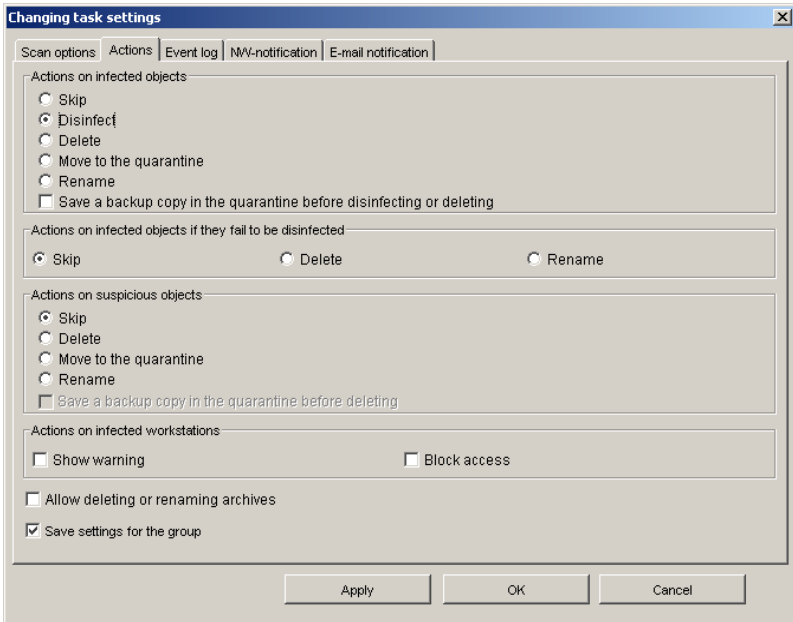 Changing task settings
Scan options Actions Event log NW-notification E-mail notification
Actions on infected objects
Skip
Disinfect
Delete
Move to the quarantine
Rename
Save a backup copy in the quarantine before disinfecting or deleting
Actions on infected objects if they fail to be disinfected
Skip Delete Rename
Actions on suspicious objects
Skip
Delete
Move to the quarantine
Rename
Save a backup copy in the quarantine before deleting
Actions on infected workstations
Show warning Block access
Allow deleting or renaming archives
Save settings for the group
Apply OK Cancel